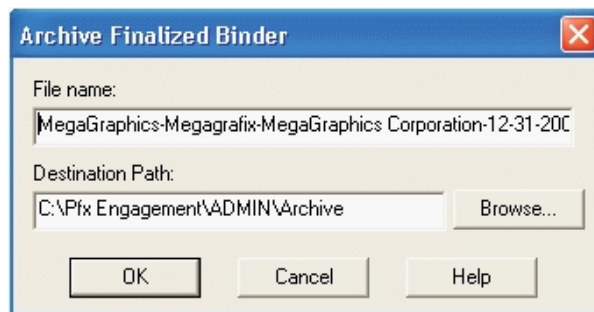 Archive Finalized Binder
File name:
MegaGraphics-Megagrafix-MegaGraphics Corporation-12-31-200
Destination Path:
C:\Pfx Engagement\ADMIN\Archive
Browse...
OK
Cancel
Help